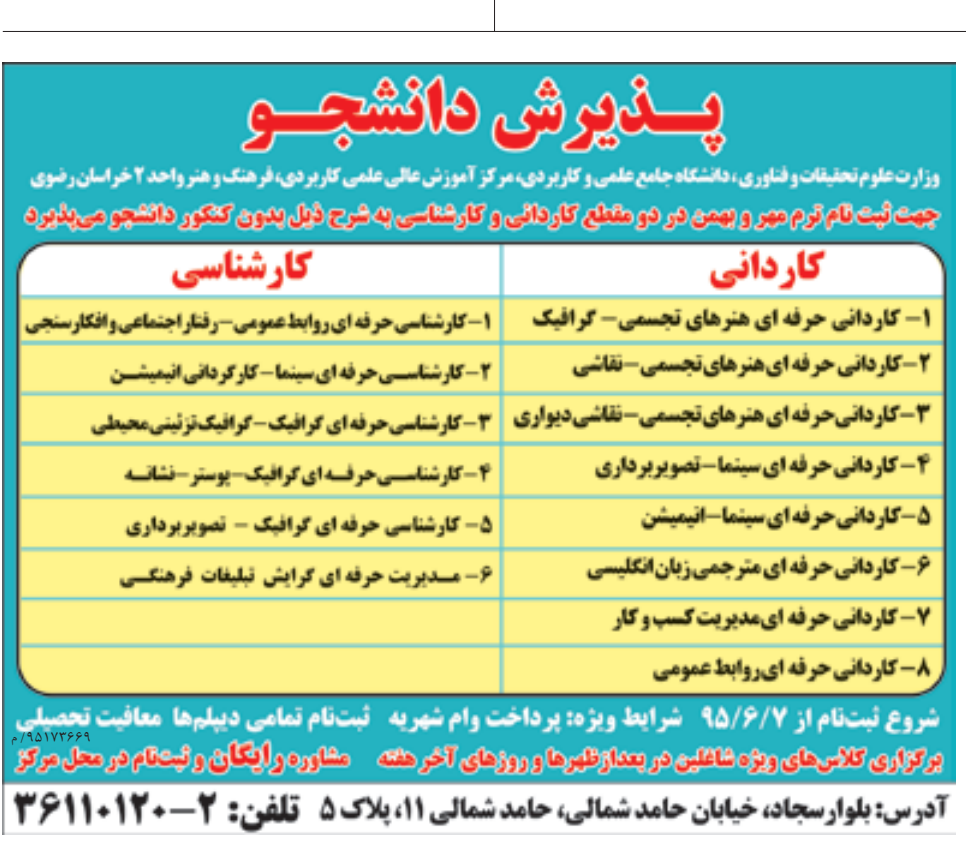 پذیرش دانشجو
وزارت علوم تحقیقات و فناوری، دانشگاه جامع علمی و کاربردی، مرکز آموزش عالی علمی کاربردی، فرهنگ و هنر واحد ۲ خراسان رضوی
جهت ثبت نام ترم مهر و بهمن در دو مقطع کاردانی و کارشناسی به شرح ذیل بدون کنکور دانشجو می‌پذیرد
کاردانی
۱- کاردانی حرفه ای هنرهای تجسمی- گرافیک
۲- کاردانی حرفه ای هنرهای تجسمی-نقاشی
۳-کاردانی حرفه ای هنرهای تجسمی-نقاشی دیواری
۴- کاردانی حرفه ای سینما-تصویربرداری
۵-کاردانی حرفه ای سینما-انیمیشن
۶- کاردانی حرفه ای مترجمی زبان انگلیسی
۷- کاردانی حرفه ای مدیریت کسب و کار
۸- کاردانی حرفه ای روابط عمومی
کارشناسی
۱-کارشناسی حرفه ای روابط عمومی-رفتار اجتماعی و افکارسنجی
۲-کارشناسی حرفه ای سینما-کارگردانی انیمیشن
۳-کارشناسی حرفه ای گرافیک-گرافیک تزئینی محیطی
۴-کارشناسی حرفه ای گرافیک-پوستر-نشانه
۵- کارشناسی حرفه ای گرافیک - تصویربرداری
۶- مدیریت حرفه ای گرایش تبلیغات فرهنگی
شروع ثبت‌نام از ۹۵/۶/۷ شرایط ویژه: پرداخت وام شهریه ثبت‌نام تمامی دیپلم‌ها معافیت تحصیلی
۹۵۱۷۳۶۶۹/م
برگزاری کلاس‌های ویژه شاغلین در بعدازظهرها و روزهای آخر هفته مشاوره رایگان و ثبت‌نام در محل مرکز
آدرس: بلوار سجاد، خیابان حامد شمالی، حامد شمالی ۱۱، پلاک ۵ تلفن: ۲-۳۶۱۱۰۱۲۰